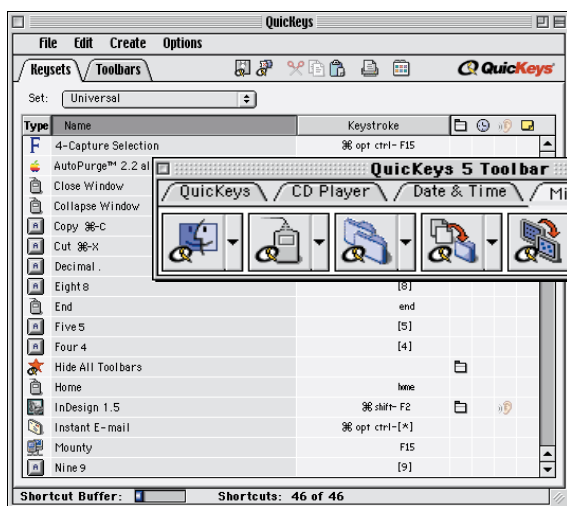 QuicKeys
File Edit Create Options
Keysets Toolbars QuicKeys
Set: Universal
Type Name Keystroke
F 4-Capture Selection ⌘ opt ctrl- F15
AutoPurge™ 2.2 al
Close Window
Collapse Window
Copy ⌘-C
Cut ⌘-X
Decimal .
QuicKeys 5 Toolbar
QuicKeys CD Player Date & Time Mi
Eight 8 [8]
End end
Five 5 [5]
Four 4 [4]
Hide All Toolbars
Home home
InDesign 1.5 ⌘ shift- F2
Instant E-mail ⌘ opt ctrl-[*]
Mounty F15
Nine 9 [9]
Shortcut Buffer: Shortcuts: 46 of 46